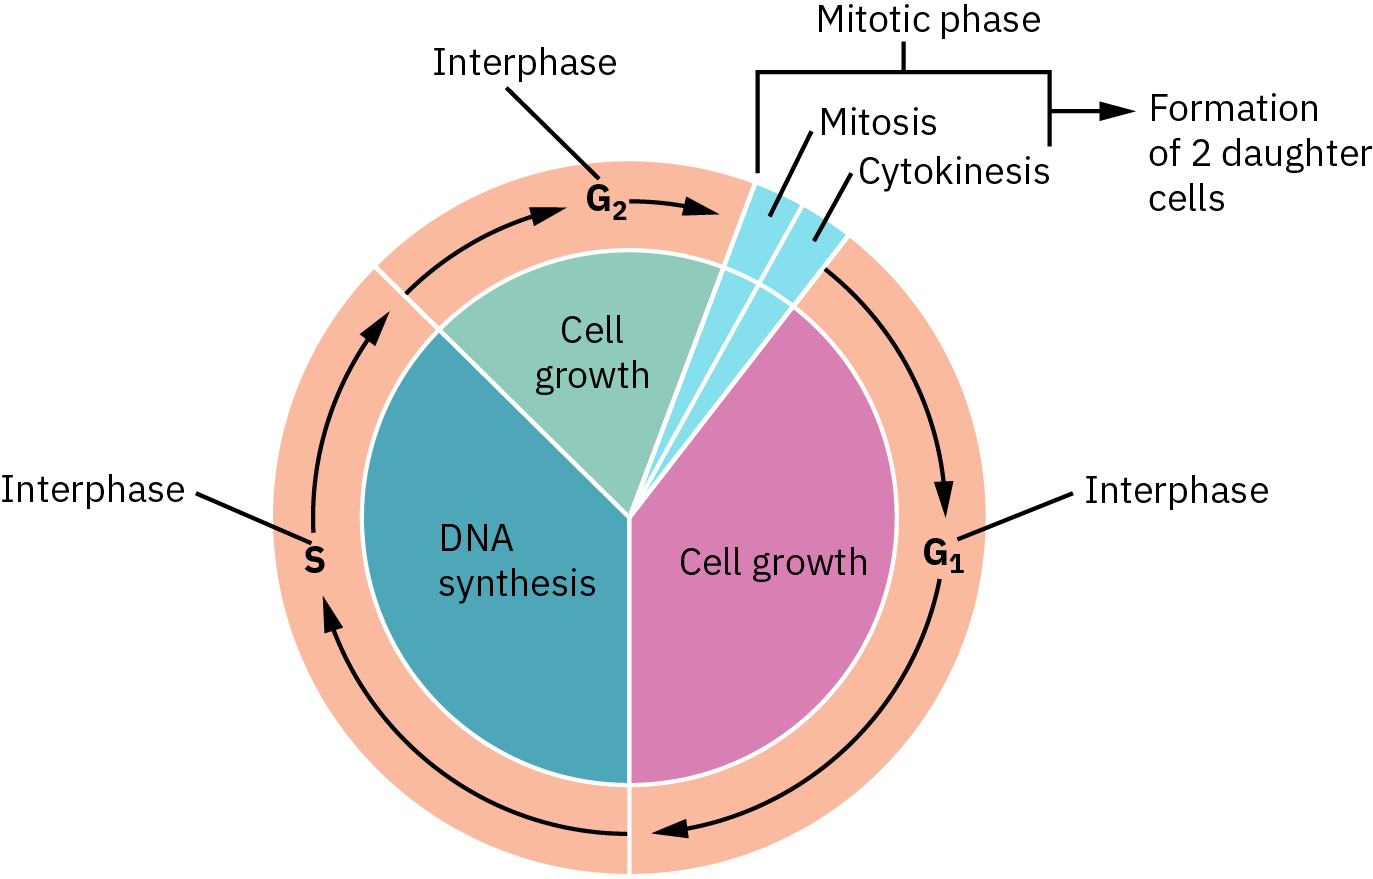 Mitotic phase
Interphase
Formation
of 2 daughter
cells
Mitosis
Cytokinesis
G₂
Cell
growth
Interphase
S
DNA
synthesis
Cell growth
G₁
Interphase